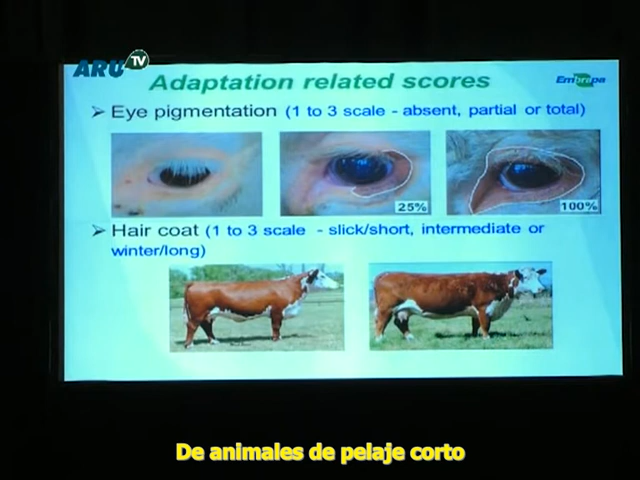 ARU TV
Adaptation related scores
Embrapa
➢ Eye pigmentation (1 to 3 scale - absent, partial or total)
25%
100%
➢ Hair coat (1 to 3 scale - slick/short, intermediate or
winter/long)
De animales de pelaje corto